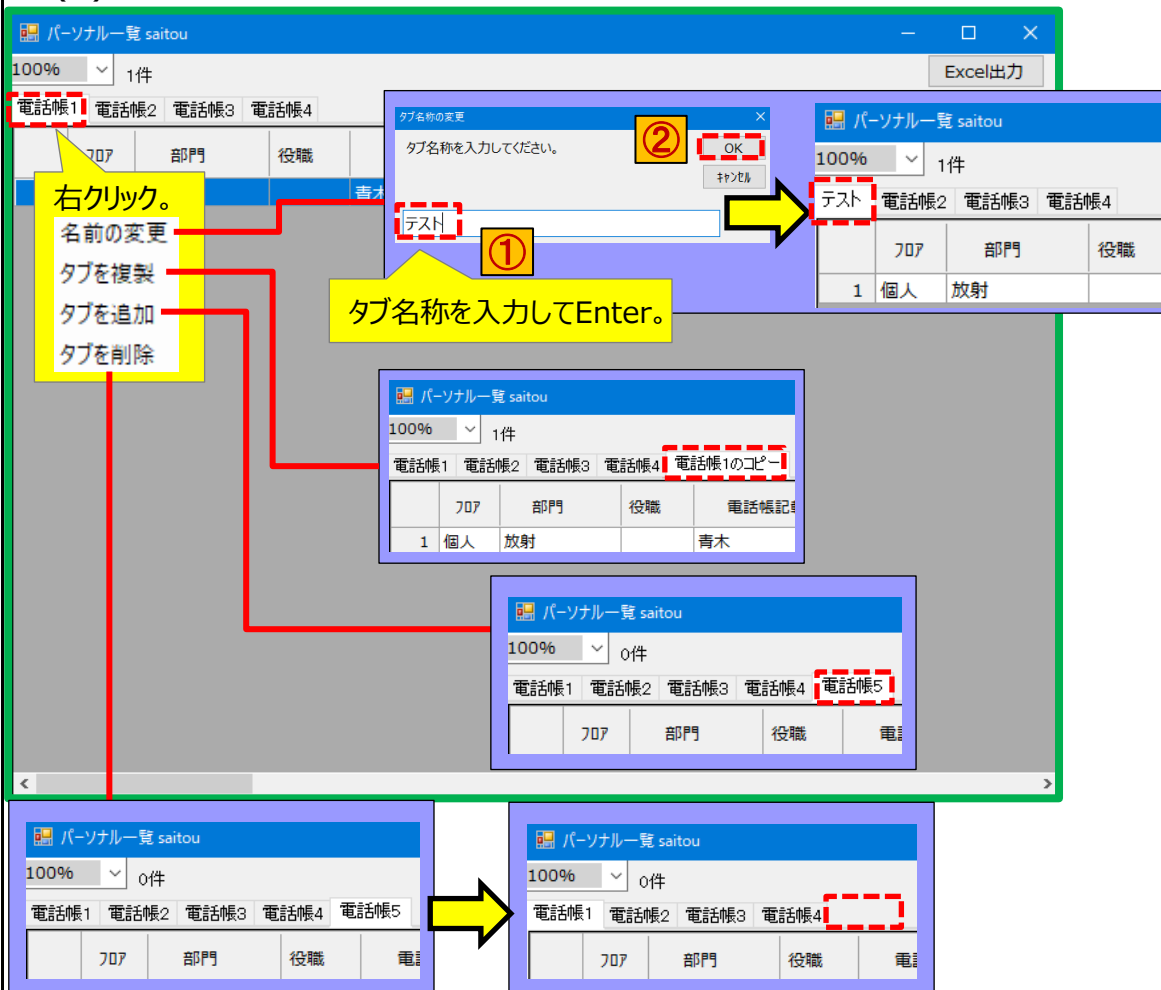 パーソナル一覧 saitou
100%
1件
Excel出力
電話帳1 電話帳2 電話帳3 電話帳4
フロア 部門 役職
右クリック。
名前の変更
タブを複製
タブを追加
タブを削除
タブ名称の変更
タブ名称を入力してください。
②
OK
キャンセル
テスト
①
タブ名称を入力してEnter。
パーソナル一覧 saitou
100%
1件
テスト 電話帳2 電話帳3 電話帳4
フロア 部門 役職
1 個人 放射
パーソナル一覧 saitou
100%
1件
電話帳1 電話帳2 電話帳3 電話帳4 電話帳1のコピー
フロア 部門 役職 電話帳記
1 個人 放射 青木
パーソナル一覧 saitou
100%
0件
電話帳1 電話帳2 電話帳3 電話帳4 電話帳5
フロア 部門 役職
パーソナル一覧 saitou
100%
0件
電話帳1 電話帳2 電話帳3 電話帳4 電話帳5
フロア 部門 役職
パーソナル一覧 saitou
100%
0件
電話帳1 電話帳2 電話帳3 電話帳4
フロア 部門 役職